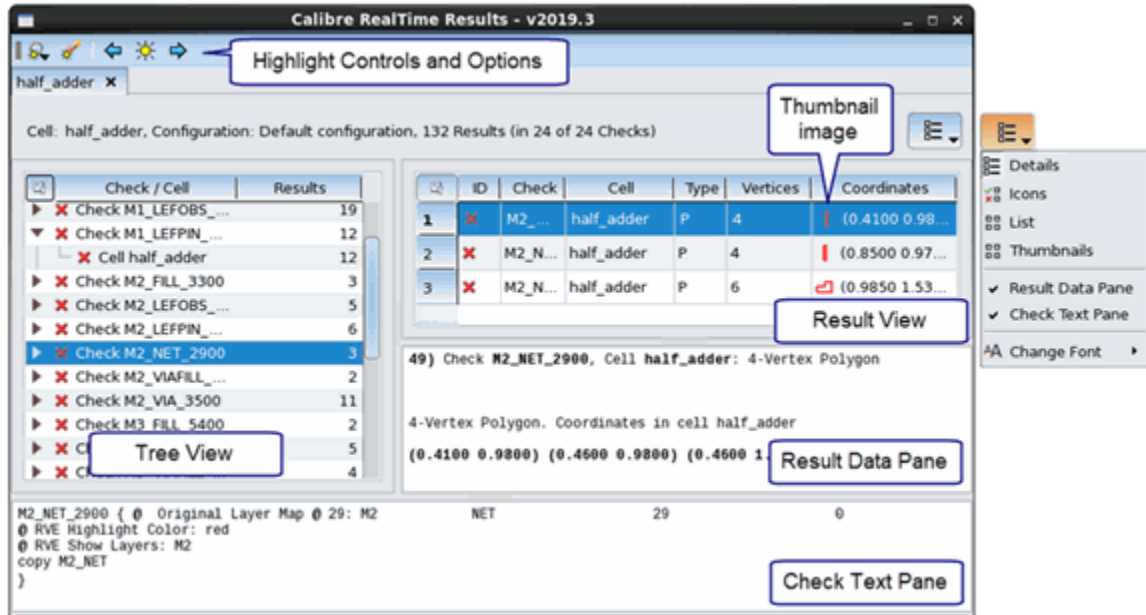 Calibre RealTime Results - v2019.3
Highlight Controls and Options
half_adder
Cell: half_adder, Configuration: Default configuration, 132 Results (in 24 of 24 Checks)
Thumbnail
image
Check / Cell Results
Check M1_LEFOBS_... 19
Check M1_LEFPIN_... 12
Cell half_adder 12
Check M2_FILL_3300 3
Check M2_LEFOBS_... 5
Check M2_LEFPIN_... 6
Check M2_NET_2900 3
Check M2_VIAFILL_... 2
Check M2_VIA_3500 11
Check M3_FILL_5400 2
5
4
Tree View
ID Check Cell Type Vertices Coordinates
1 M2_... half_adder P 4 (0.4100 0.98...
2 M2_N... half_adder P 4 (0.8500 0.97...
3 M2_N... half_adder P 6 (0.9850 1.53...
Result View
49) Check M2_NET_2900, Cell half_adder: 4-Vertex Polygon
4-Vertex Polygon. Coordinates in cell half_adder
(0.4100 0.9800) (0.4600 0.9800) (0.4600 1.
Result Data Pane
M2_NET_2900 { @ Original Layer Map @ 29: M2 NET 29 0
@ RVE Highlight Color: red
@ RVE Show Layers: M2
copy M2_NET
}
Check Text Pane
Details
Icons
List
Thumbnails
Result Data Pane
Check Text Pane
Change Font